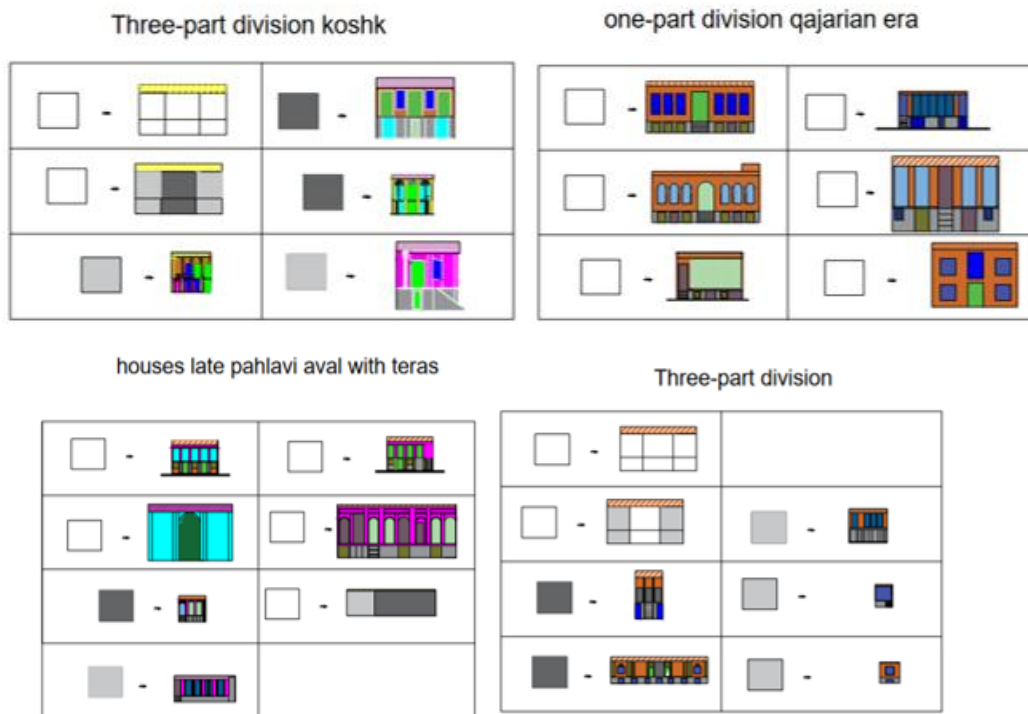 Three-part division koshk
one-part division qajarian era
houses late pahlavi aval with teras
Three-part division